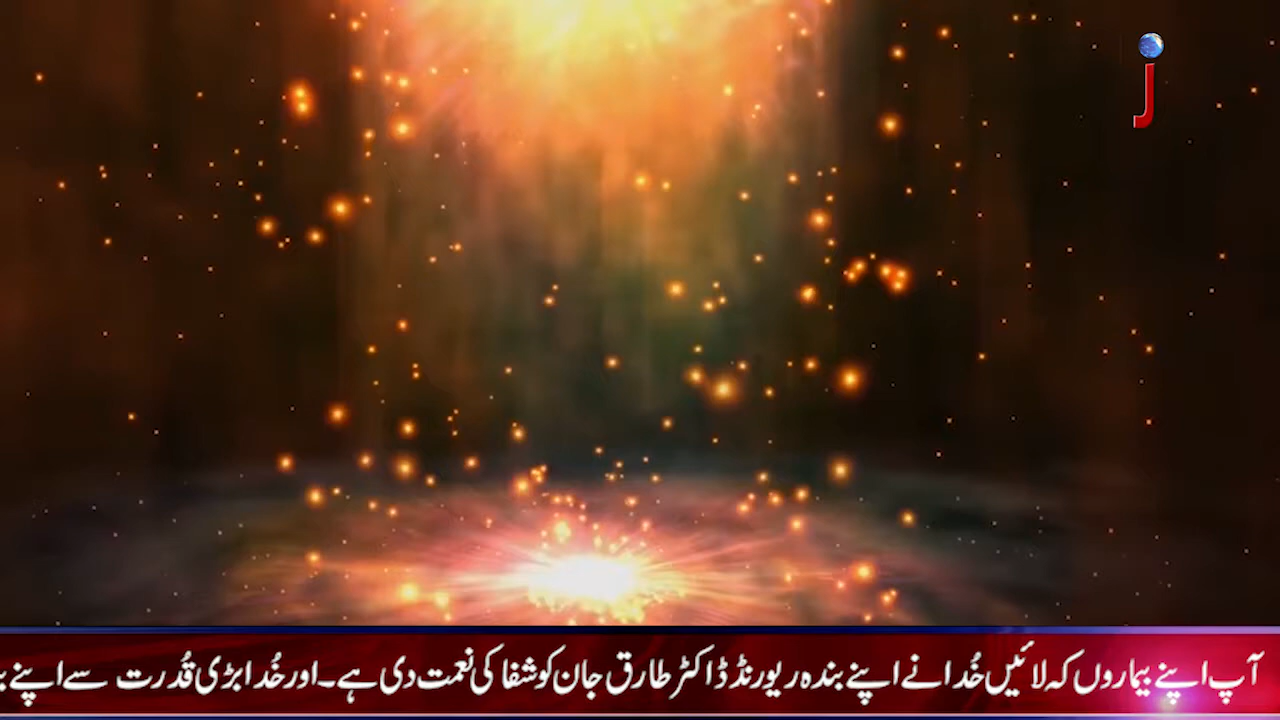 J
آپ اپنے بیماروں کہ لائیں خُدا نے اپنے بندہ ریورنڈ ڈاکٹر طارق جان کو شفا کی نعمت دی ہے۔ اور خُدا بڑی قُدرت سے اپنے